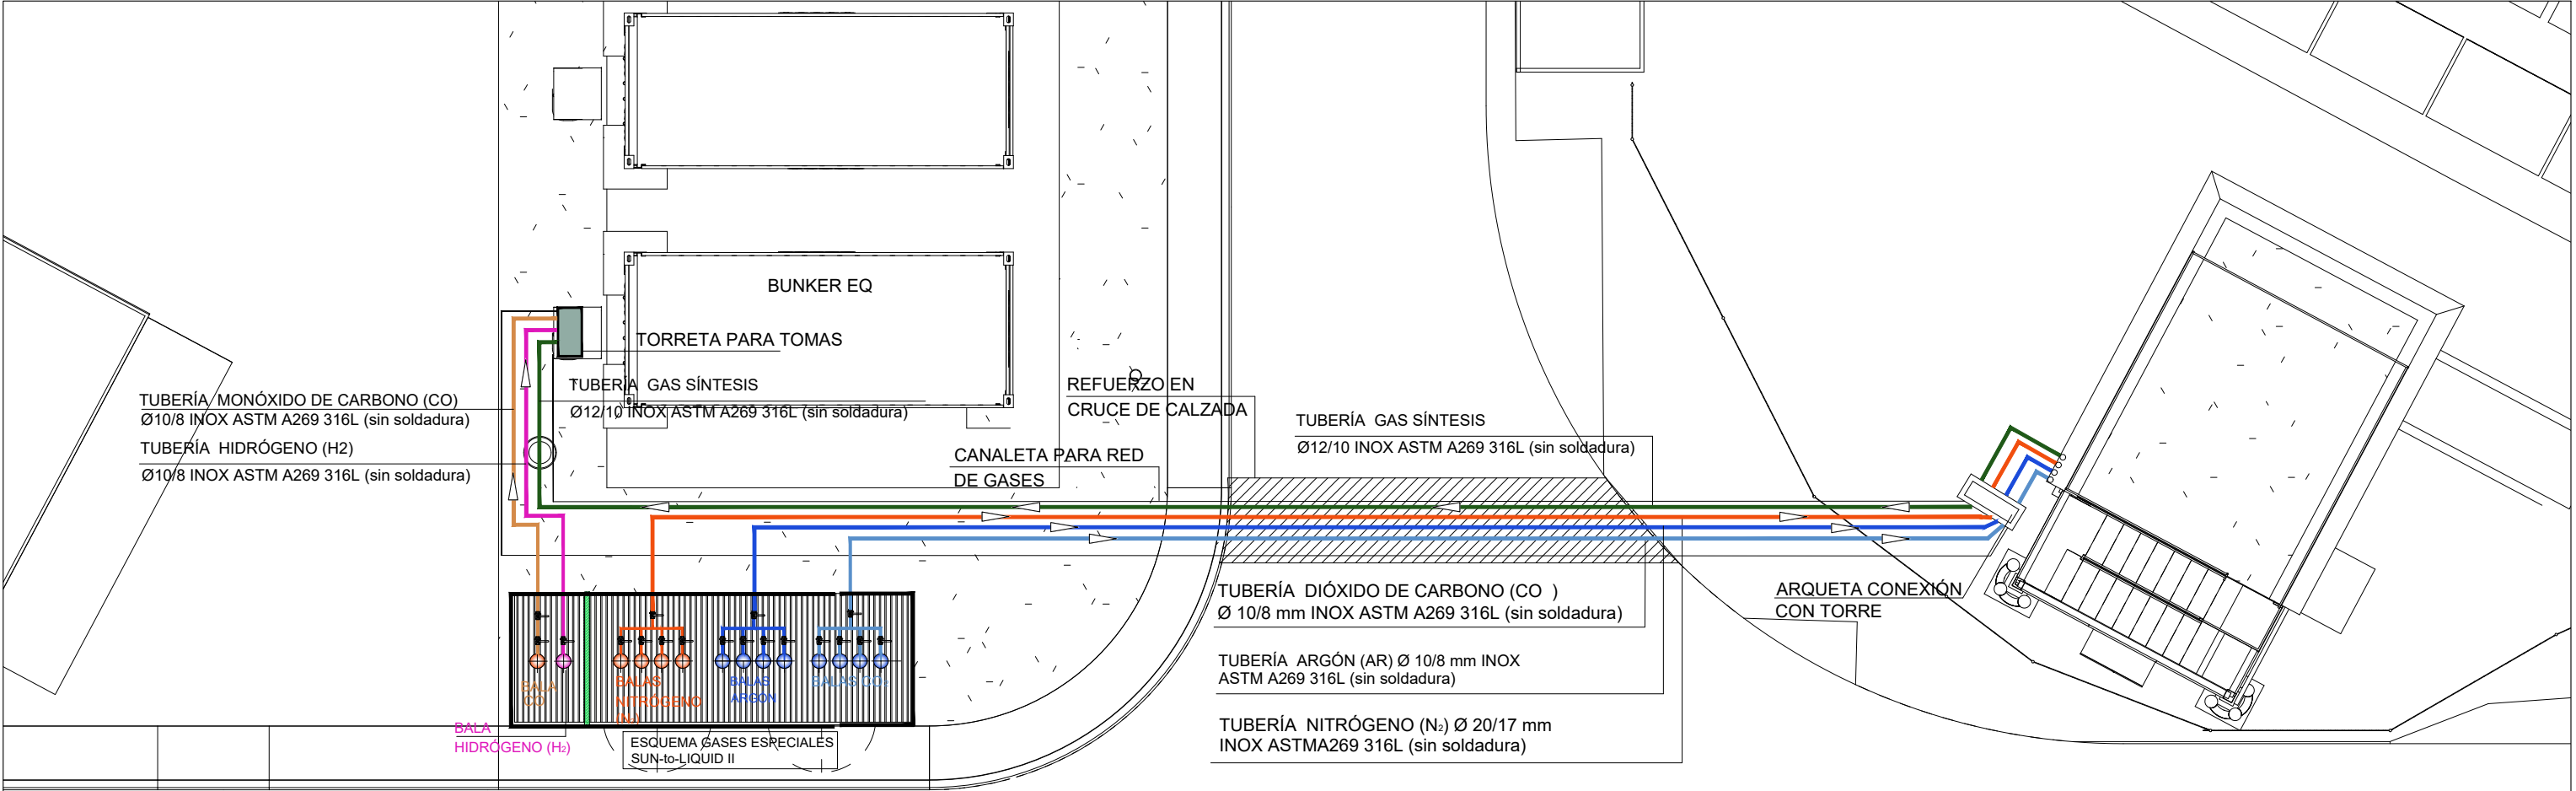 BUNKER EQ
TORRETA PARA TOMAS
TUBERÍA GAS SÍNTESIS
Ø12/10 INOX ASTM A269 316L (sin soldadura)
TUBERÍA MONÓXIDO DE CARBONO (CO)
Ø10/8 INOX ASTM A269 316L (sin soldadura)
TUBERÍA HIDRÓGENO (H2)
Ø10/8 INOX ASTM A269 316L (sin soldadura)
REFUERZO EN
CRUCE DE CALZADA
CANALETA PARA RED
DE GASES
TUBERÍA GAS SÍNTESIS
Ø12/10 INOX ASTM A269 316L (sin soldadura)
TUBERÍA DIÓXIDO DE CARBONO (CO )
Ø 10/8 mm INOX ASTM A269 316L (sin soldadura)
TUBERÍA ARGÓN (AR) Ø 10/8 mm INOX
ASTM A269 316L (sin soldadura)
TUBERÍA NITRÓGENO (N₂) Ø 20/17 mm
INOX ASTMA269 316L (sin soldadura)
ARQUETA CONEXIÓN
CON TORRE
BALA
CO
BALAS
NITRÓGENO
(N₂)
BALAS
ARGÓN
BALAS CO₂
BALA
HIDRÓGENO (H₂)
ESQUEMA GASES ESPECIALES
SUN-to-LIQUID II